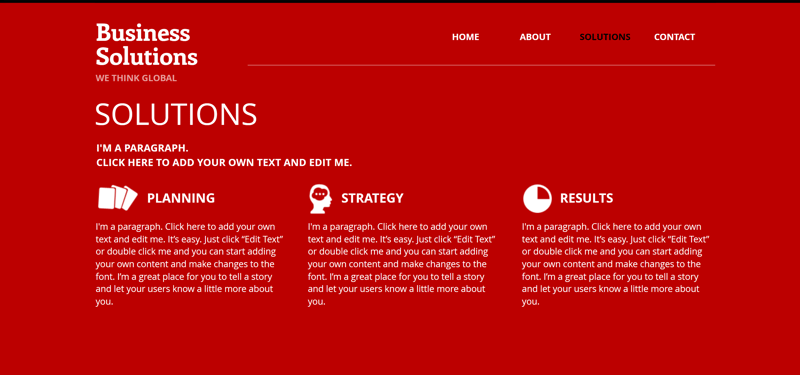 Business
Solutions
WE THINK GLOBAL
HOME ABOUT SOLUTIONS CONTACT
SOLUTIONS
I'M A PARAGRAPH.
CLICK HERE TO ADD YOUR OWN TEXT AND EDIT ME.
PLANNING
I'm a paragraph. Click here to add your own
text and edit me. It's easy. Just click “Edit Text”
or double click me and you can start adding
your own content and make changes to the
font. I'm a great place for you to tell a story
and let your users know a little more about
you.
STRATEGY
I'm a paragraph. Click here to add your own
text and edit me. It's easy. Just click “Edit Text”
or double click me and you can start adding
your own content and make changes to the
font. I'm a great place for you to tell a story
and let your users know a little more about
you.
RESULTS
I'm a paragraph. Click here to add your own
text and edit me. It's easy. Just click “Edit Text”
or double click me and you can start adding
your own content and make changes to the
font. I'm a great place for you to tell a story
and let your users know a little more about
you.